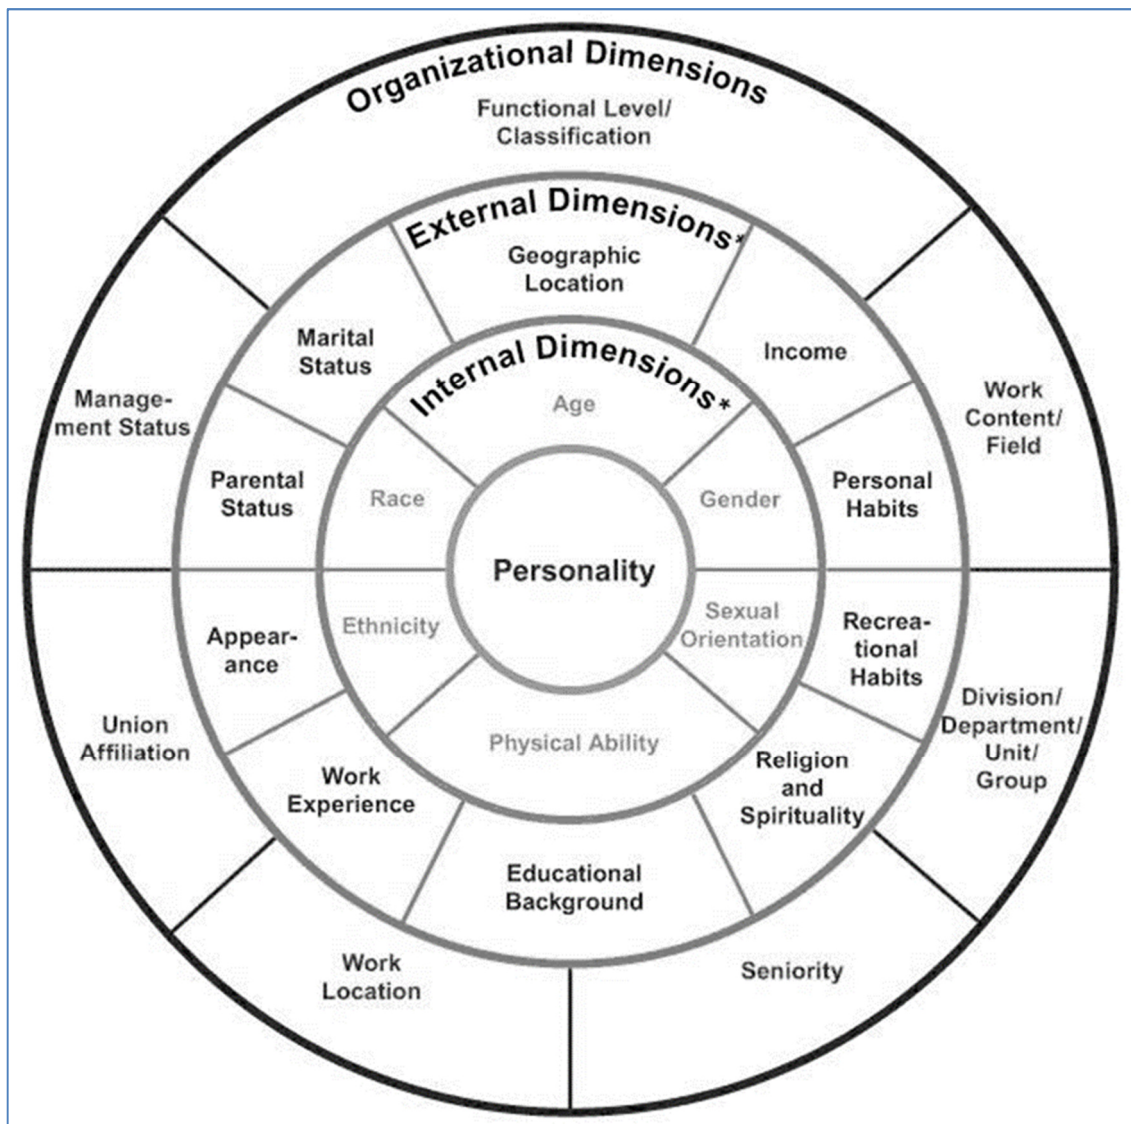 Organizational Dimensions
Functional Level/
Classification
External Dimensions*
Geographic
Location
Marital
Status
Income
Internal Dimensions*
Age
Manage-
ment Status
Work
Content/
Field
Parental
Status
Race
Gender
Personal
Habits
Personality
Appear-
ance
Ethnicity
Sexual
Orientation
Recrea-
tional
Habits
Union
Affiliation
Division/
Department/
Unit/
Group
Physical Ability
Work
Experience
Religion
and
Spirituality
Educational
Background
Work
Location
Seniority